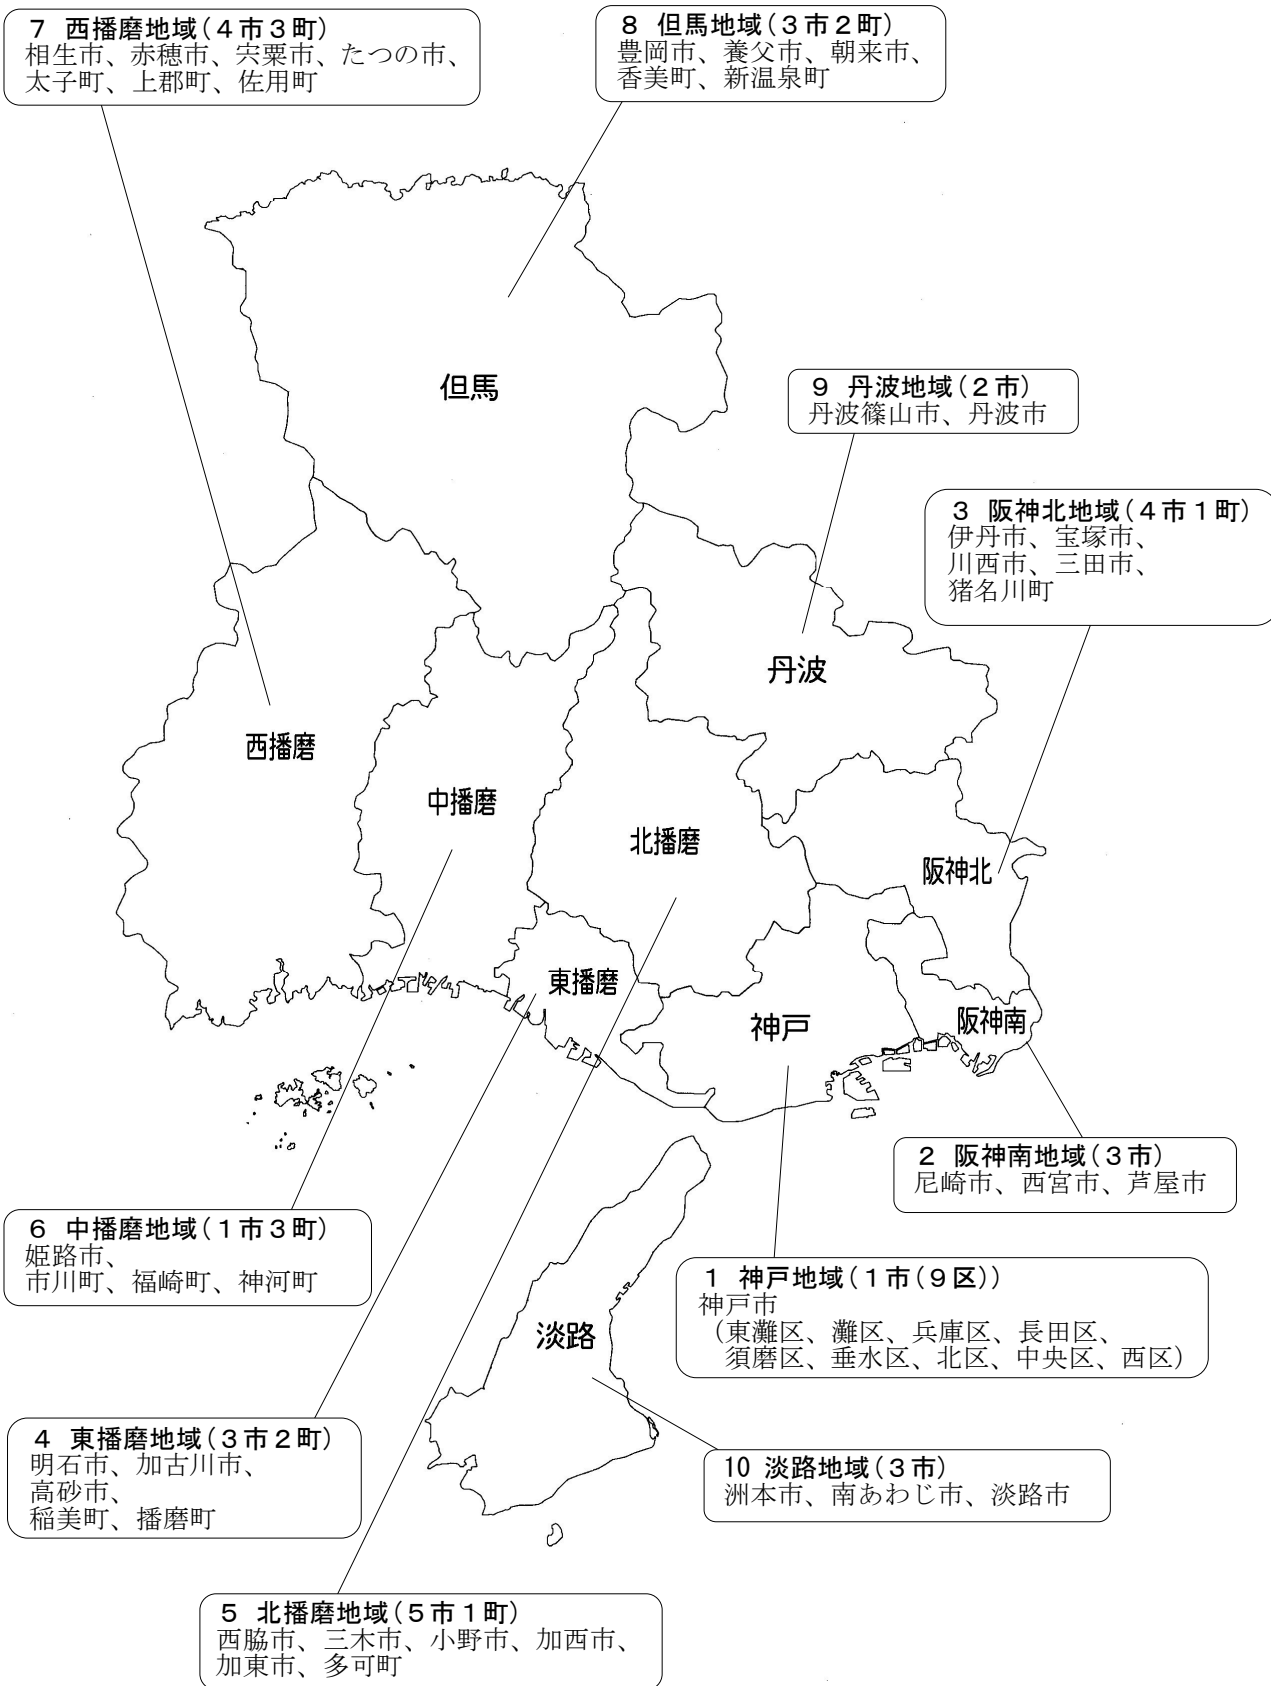 7 西播磨地域(4市3町)
相生市、赤穂市、宍粟市、たつの市、
太子町、上郡町、佐用町
8 但馬地域(3市2町)
豊岡市、養父市、朝来市、
香美町、新温泉町
但馬
9 丹波地域(2市)
丹波篠山市、丹波市
3 阪神北地域(4市1町)
伊丹市、宝塚市、
川西市、三田市、
猪名川町
丹波
西播磨
中播磨
北播磨
阪神北
東播磨
神戸
阪神南
2 阪神南地域(3市)
尼崎市、西宮市、芦屋市
6 中播磨地域(1市3町)
姫路市、
市川町、福崎町、神河町
1 神戸地域(1市(9区))
神戸市
(東灘区、灘区、兵庫区、長田区、
須磨区、垂水区、北区、中央区、西区)
淡路
4 東播磨地域(3市2町)
明石市、加古川市、
高砂市、
稲美町、播磨町
10 淡路地域(3市)
洲本市、南あわじ市、淡路市
5 北播磨地域(5市1町)
西脇市、三木市、小野市、加西市、
加東市、多可町